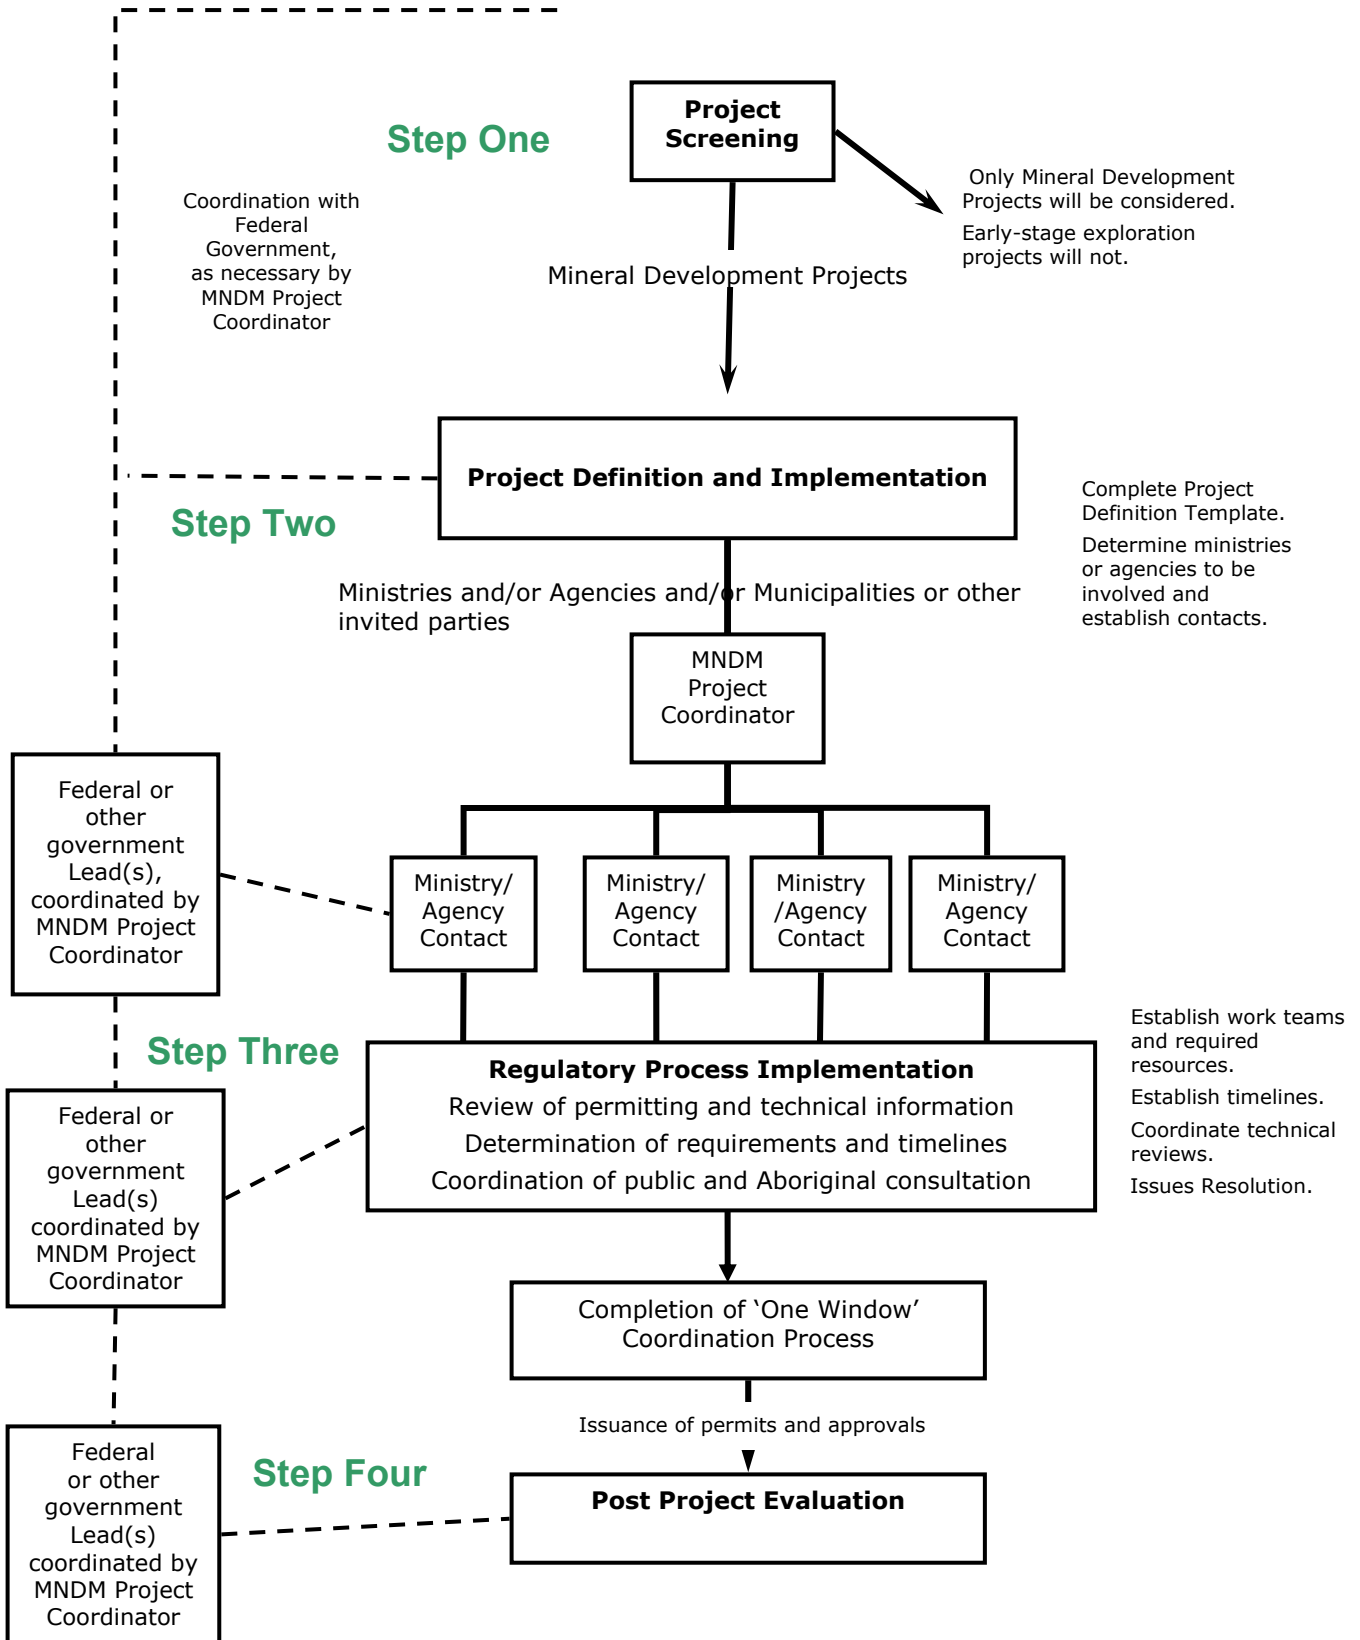 Project
Screening
Step One
Only Mineral Development
Projects will be considered.
Early-stage exploration
projects will not.
Coordination with
Federal
Government,
as necessary by
MNDM Project
Coordinator
Mineral Development Projects
Project Definition and Implementation
Step Two
Complete Project
Definition Template.
Determine ministries
or agencies to be
involved and
establish contacts.
Ministries and/or Agencies and/or Municipalities or other
invited parties
MNDM
Project
Coordinator
Federal or
other
government
Lead(s),
coordinated by
MNDM Project
Coordinator
Ministry/
Agency
Contact
Ministry/
Agency
Contact
Ministry
/Agency
Contact
Ministry/
Agency
Contact
Step Three
Regulatory Process Implementation
Review of permitting and technical information
Determination of requirements and timelines
Coordination of public and Aboriginal consultation
Establish work teams
and required
resources.
Establish timelines.
Coordinate technical
reviews.
Issues Resolution.
Federal or
other
government
Lead(s)
coordinated by
MNDM Project
Coordinator
Completion of ‘One Window’
Coordination Process
Issuance of permits and approvals
Step Four
Post Project Evaluation
Federal
or other
government
Lead(s)
coordinated by
MNDM Project
Coordinator